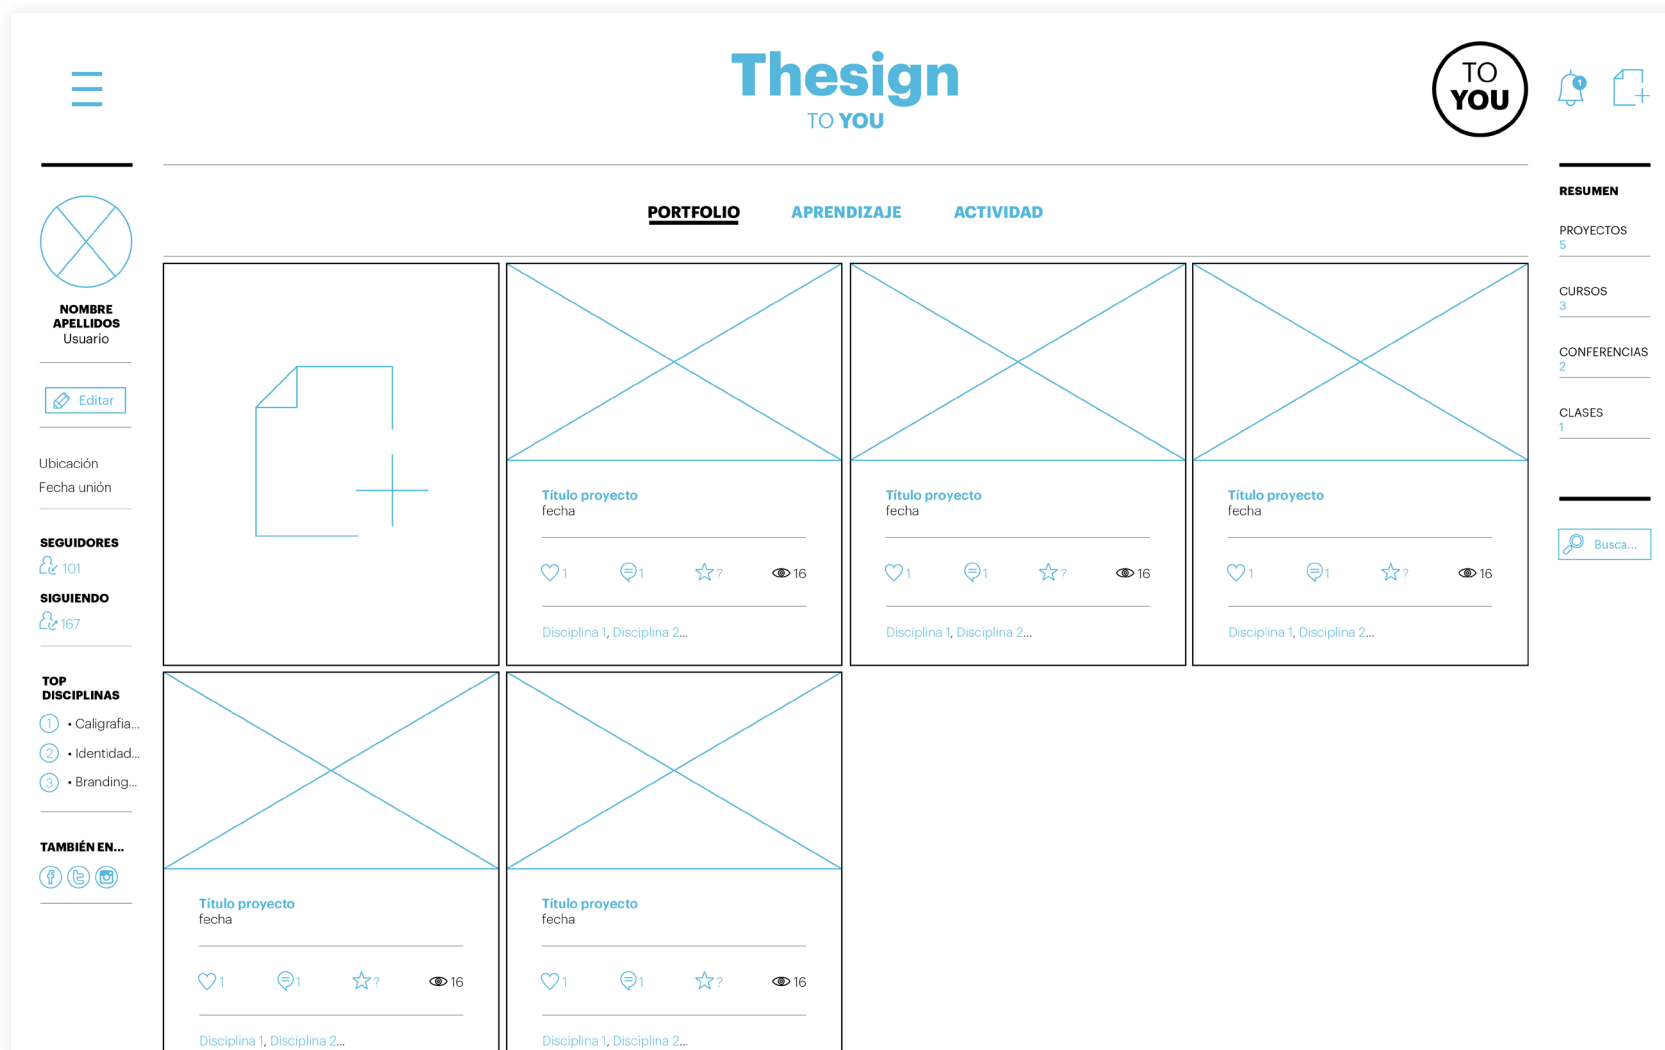 Thesign
TO YOU
TO
YOU
1
PORTFOLIO
APRENDIZAJE
ACTIVIDAD
NOMBRE
APELLIDOS
Usuario
Editar
Ubicación
Fecha unión
SEGUIDORES
101
SIGUIENDO
167
TOP
DISCIPLINAS
1 • Caligrafia...
2 • Identidad...
3 • Branding...
TAMBIÉN EN...
Título proyecto
fecha
1 1 ? 16
Disciplina 1, Disciplina 2...
Título proyecto
fecha
1 1 ? 16
Disciplina 1, Disciplina 2...
Título proyecto
fecha
1 1 ? 16
Disciplina 1, Disciplina 2...
Título proyecto
fecha
1 1 ? 16
Disciplina 1, Disciplina 2...
Título proyecto
fecha
1 1 ? 16
Disciplina 1, Disciplina 2...
RESUMEN
PROYECTOS
5
CURSOS
3
CONFERENCIAS
2
CLASES
1
Busca...